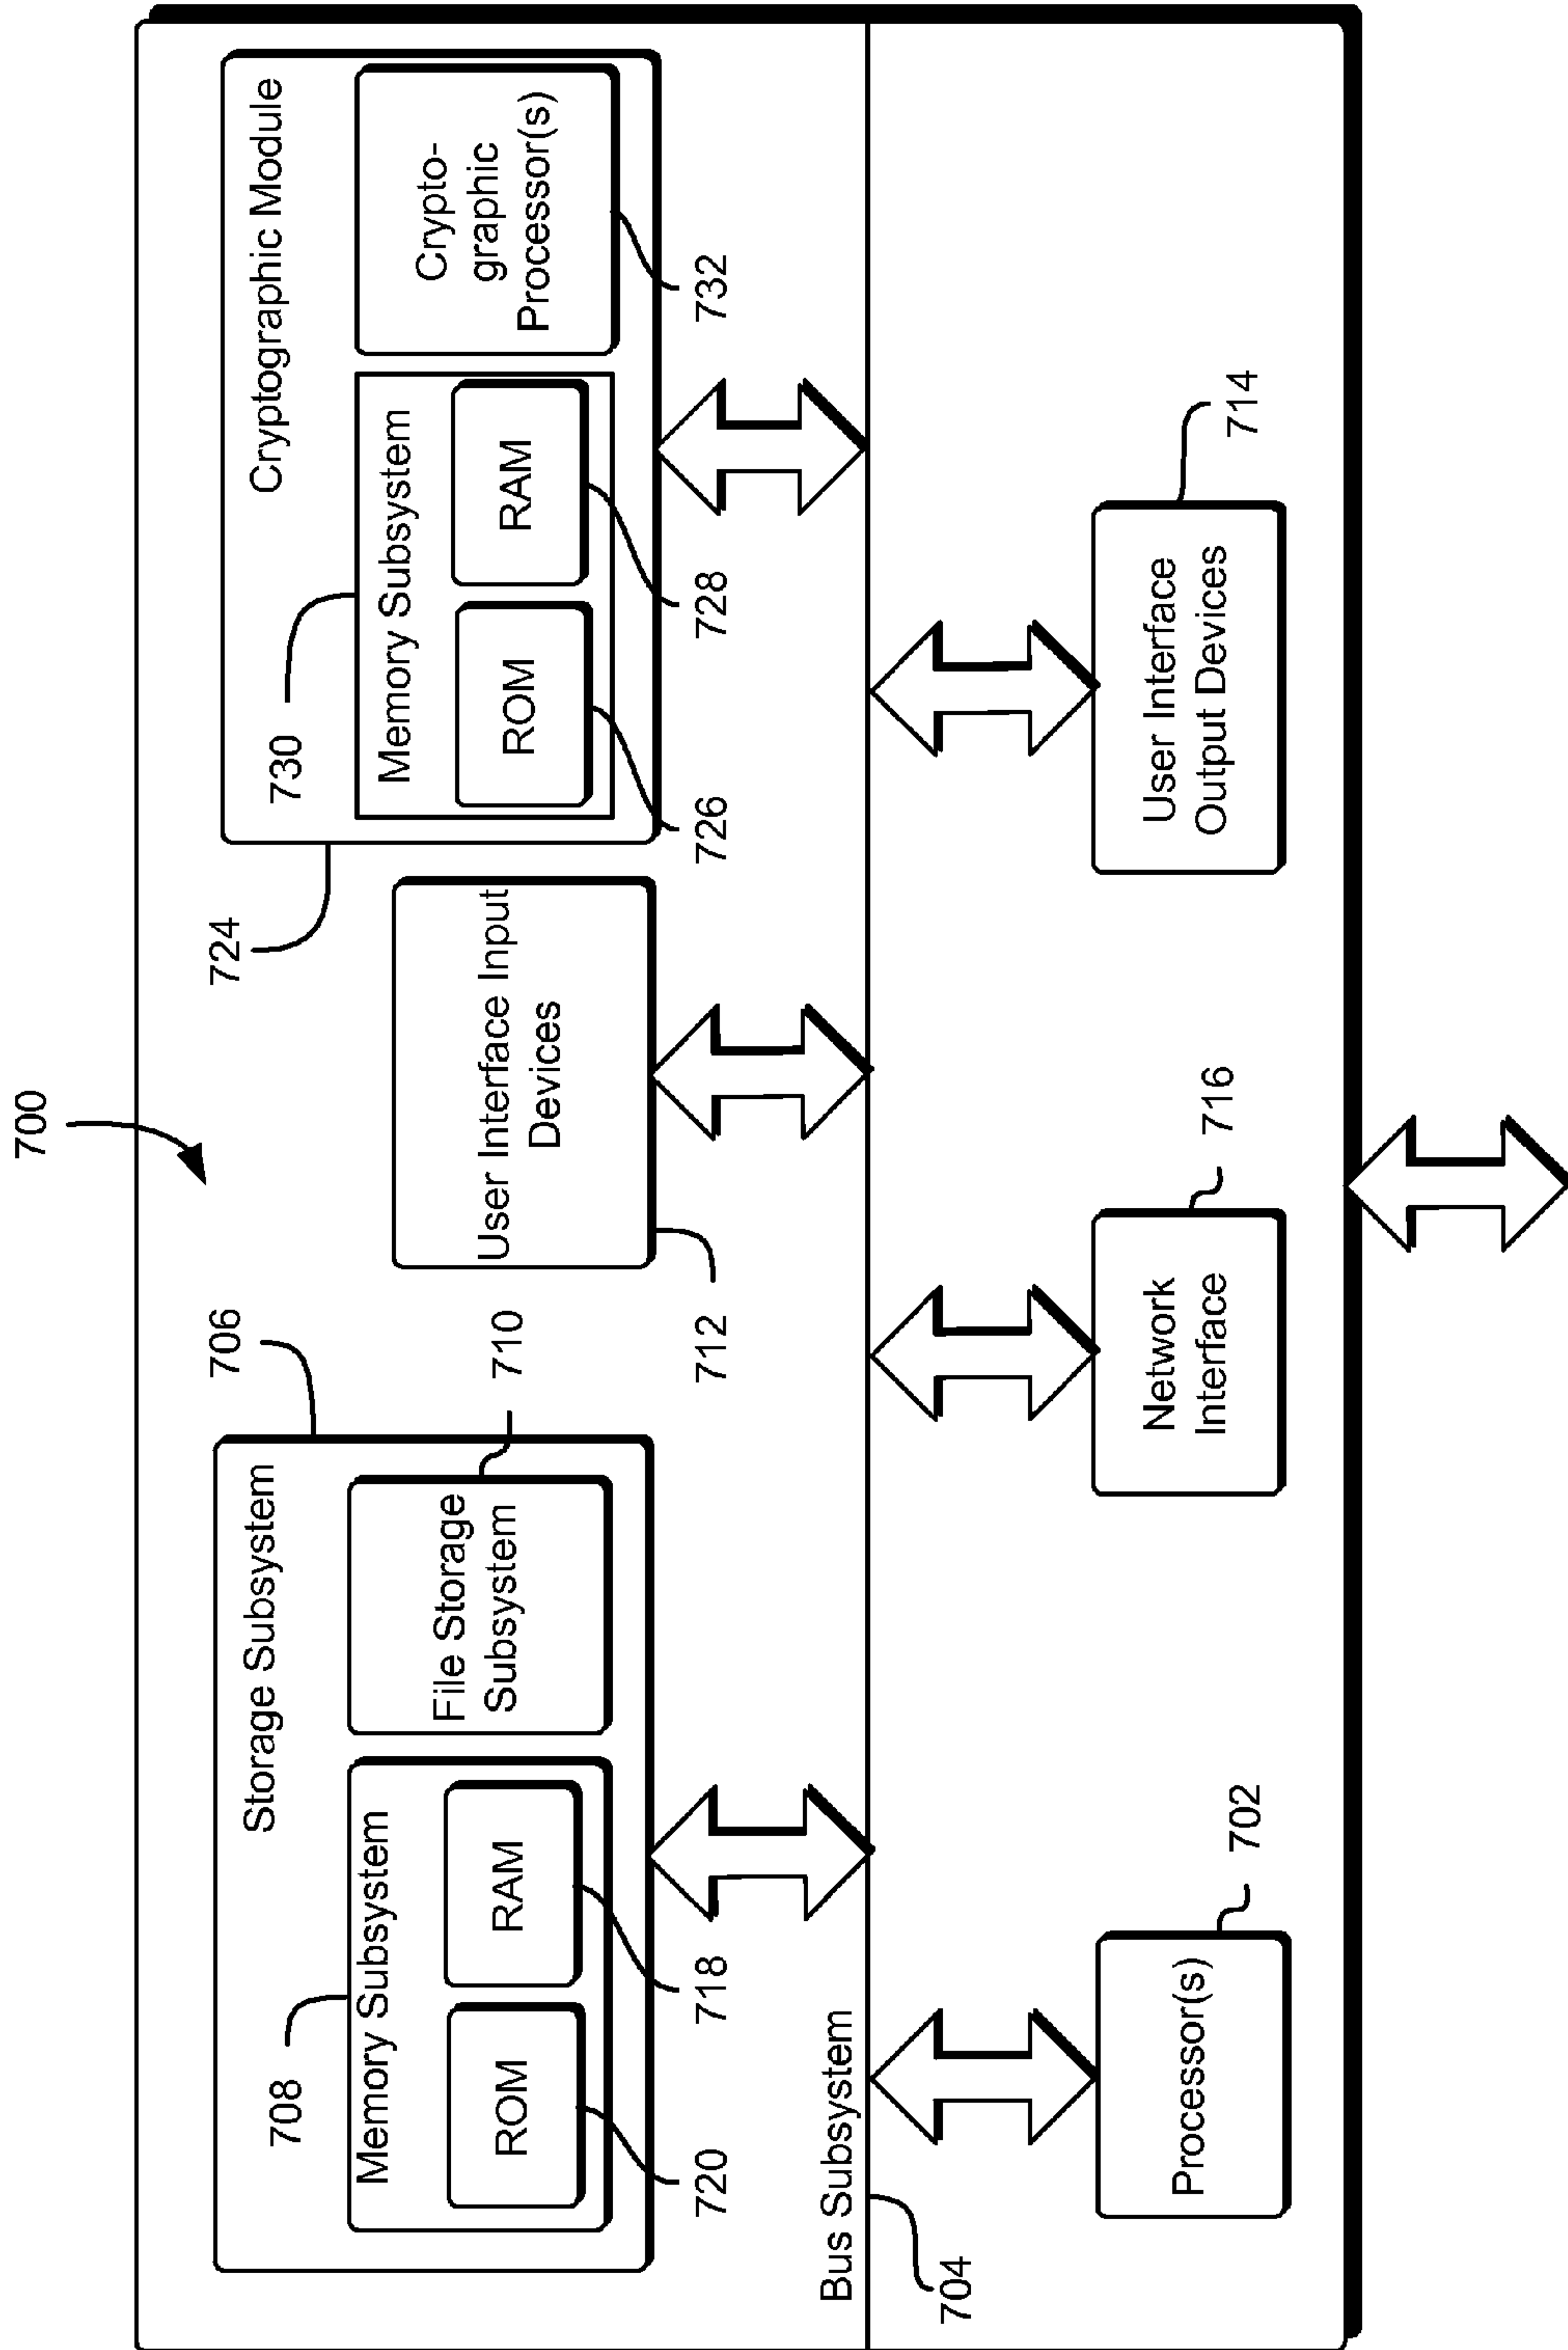 700
706
Storage Subsystem
708
Memory Subsystem
ROM
RAM
720
718
File Storage
Subsystem
710
User Interface Input
Devices
712
724
Cryptographic Module
730
Memory Subsystem
ROM
RAM
726
728
Crypto-
graphic
Processor(s)
732
Bus Subsystem
704
Processor(s)
702
Network
Interface
716
User Interface
Output Devices
714